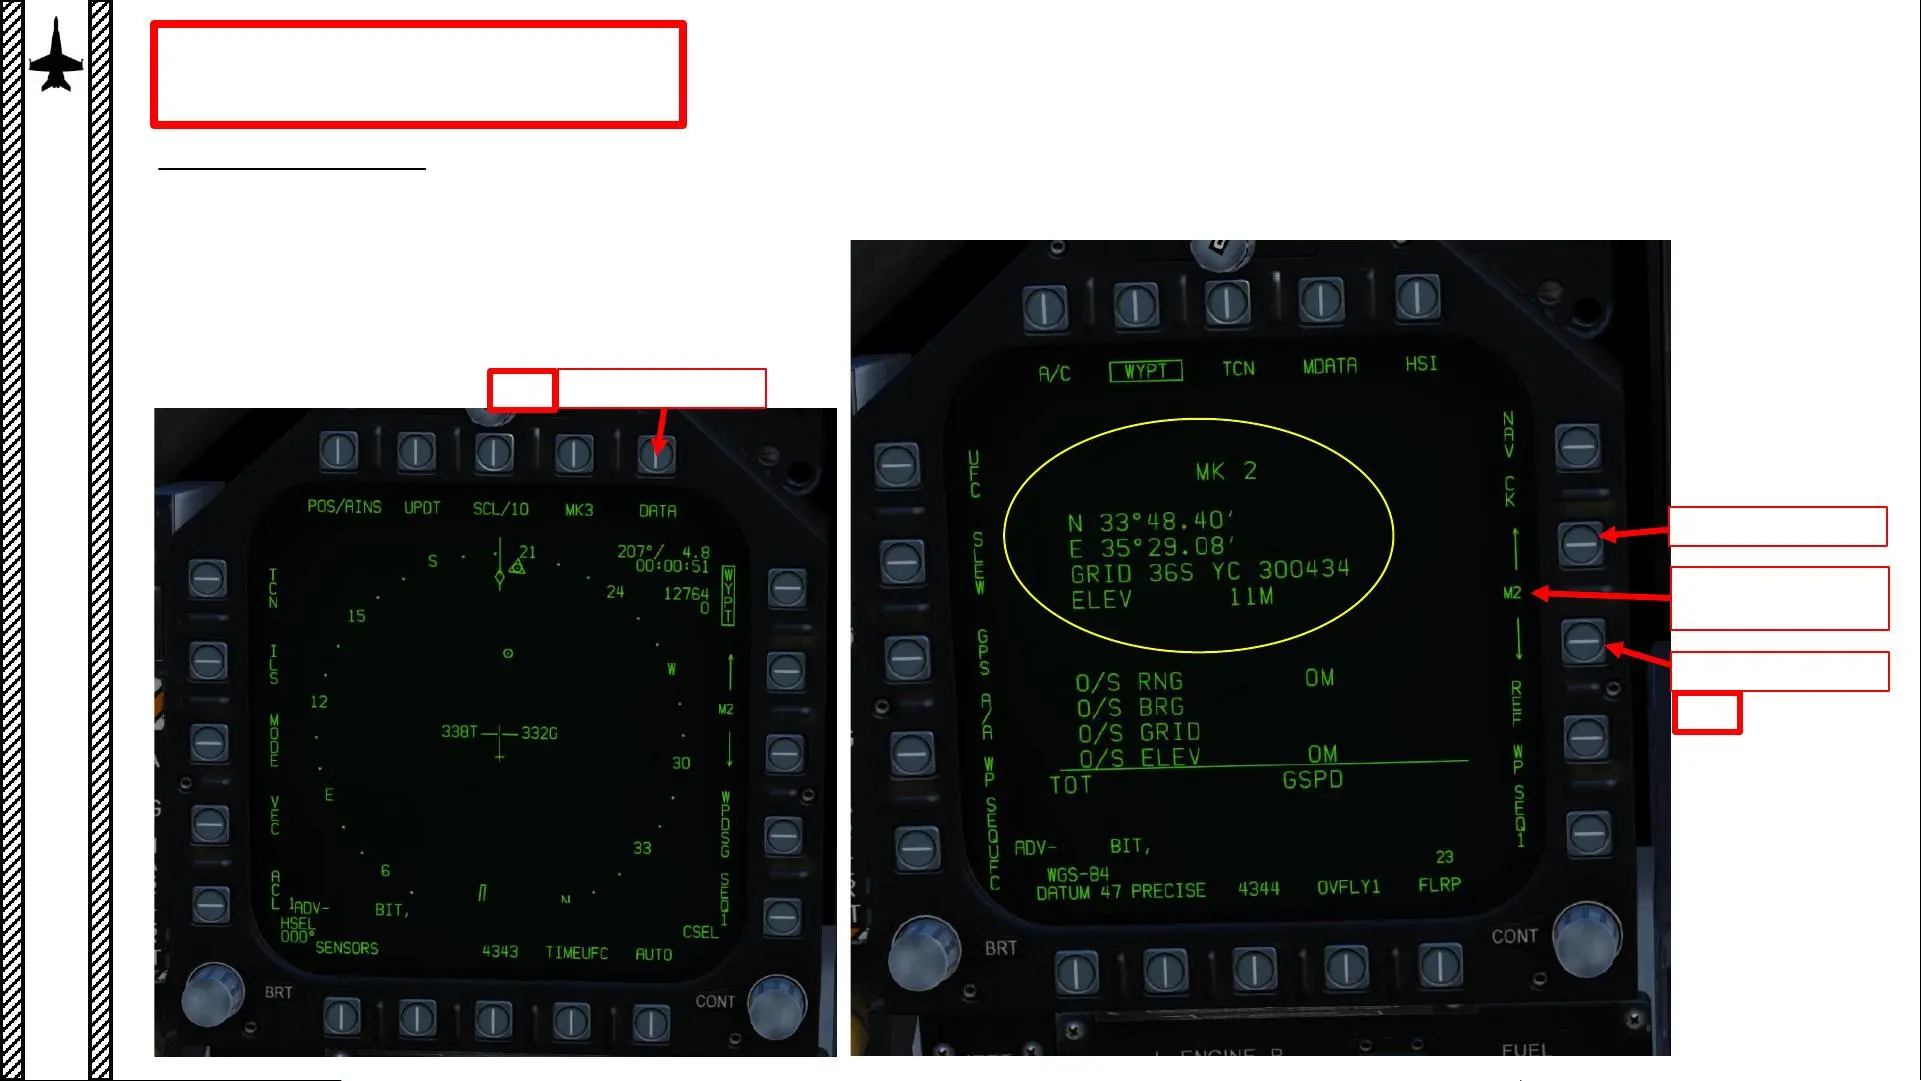 POS/AINS UPDT SCL/10 MK3 DATA
S 21 207°/ 4.8
00:00:51
24 12764
0
WYPT
TCN
15
ILS
W
12
M2
MODE
338T 332G
30
E
VEC
WPDSG
33
6
ACL
N
SEQ1
1ADV- BIT,
HSEL
000°
CSEL
SENSORS 4343 TIMEUFC AUTO
BRT CONT
A/C WYPT TCN MDATA HSI
NAV CK
UFC
MK 2
N 33°48.40'
E 35°29.08'
GRID 36S YC 300434
ELEV 11M
SLEW
M2
GPS
O/S RNG 0M
O/S BRG
O/S GRID
O/S ELEV 0M
A/A
REF
WP
WP
TOT GSPD
SEQUFC
SEQ1
ADV- BIT,
23
WGS-84
DATUM 47 PRECISE 4344 OVFLY1 FLRP
BRT CONT
L ENGINE R FUEL